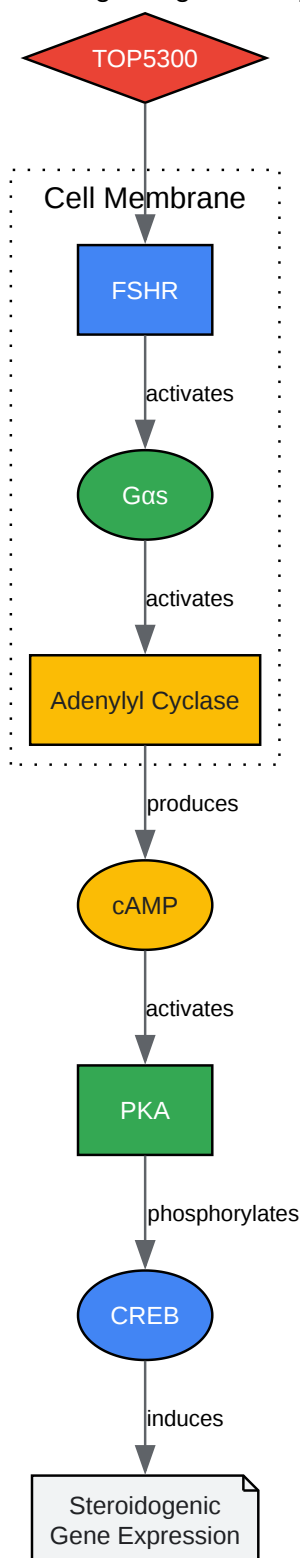 TOP5300
Cell Membrane
FSHR
activates
Gαs
activates
Adenylyl Cyclase
produces
cAMP
activates
PKA
phosphorylates
CREB
induces
Steroidogenic
Gene Expression